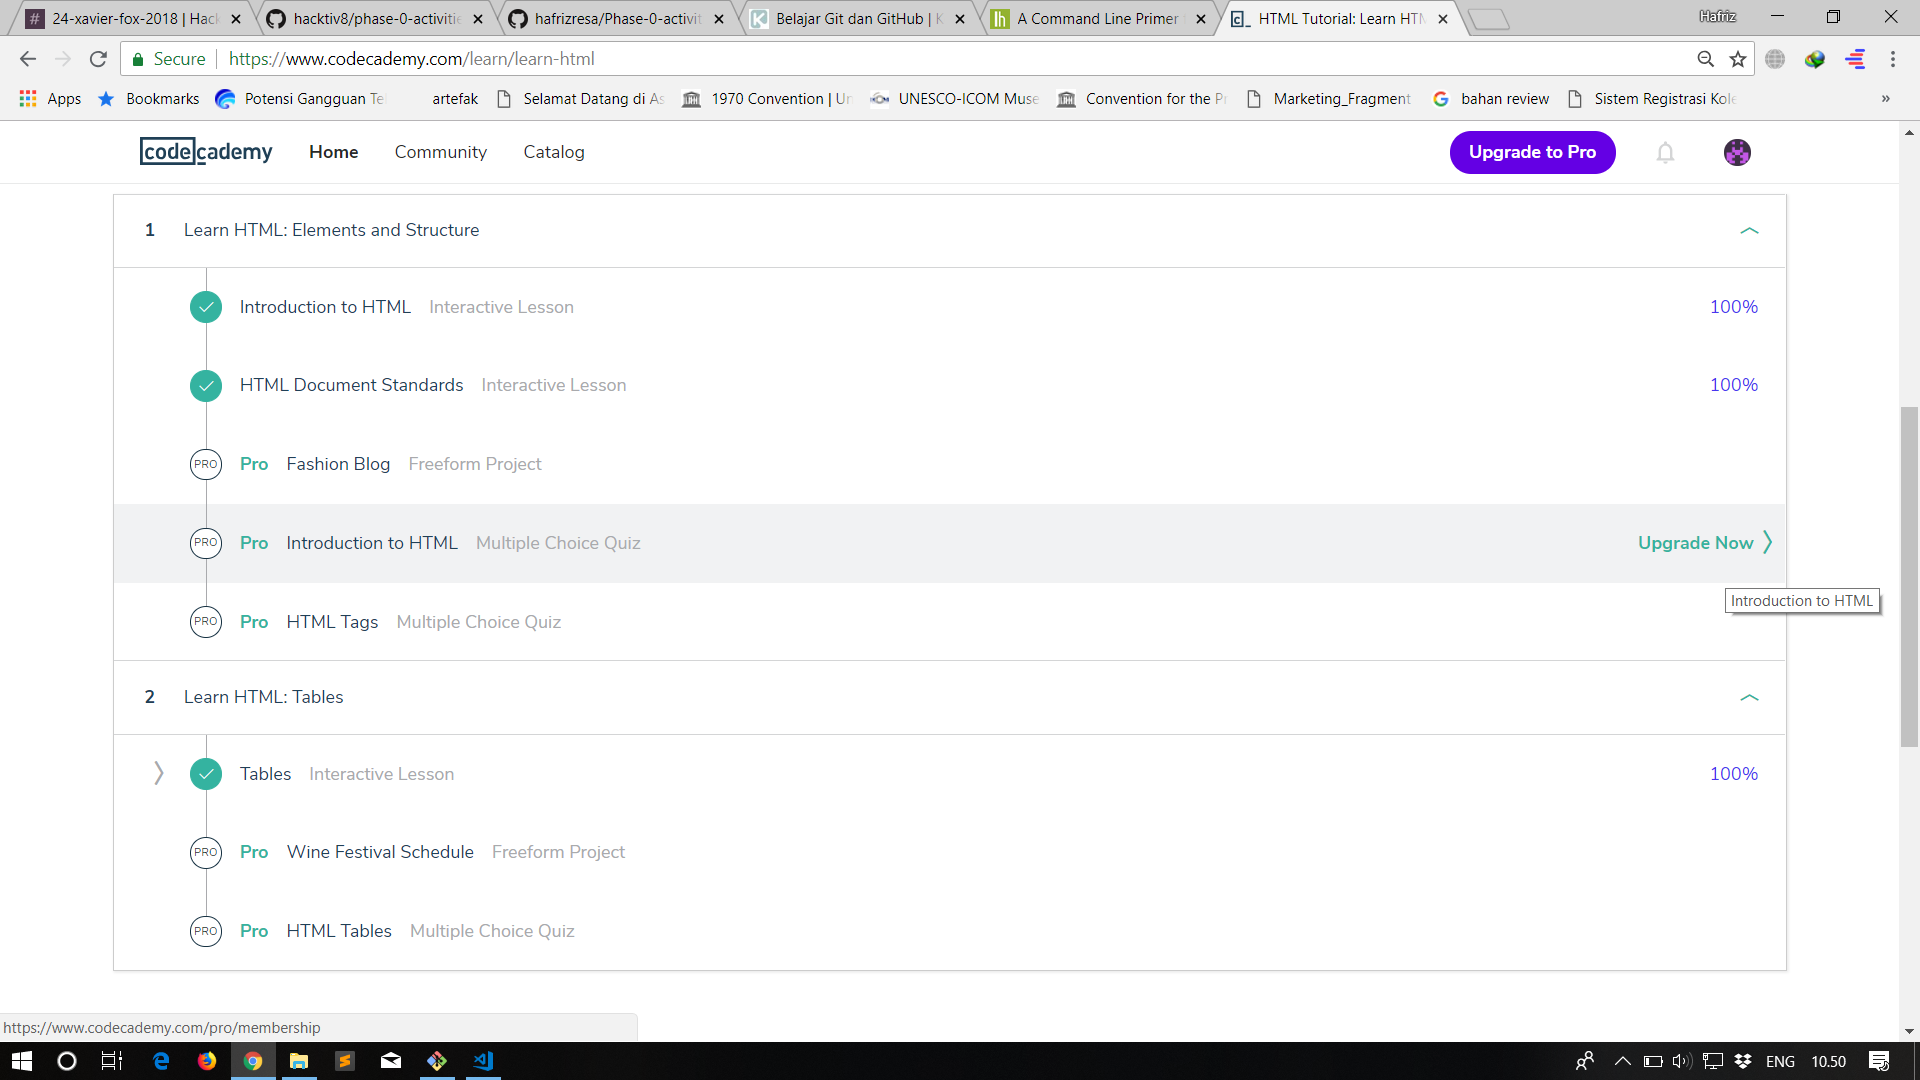 24-xavier-fox-2018 | Hack
hacktiv8/phase-0-activitie
hafrizresa/Phase-0-activit
Belajar Git dan GitHub | K
A Command Line Primer
HTML Tutorial: Learn HTM
Hafriz
Secure
https://www.codecademy.com/learn/learn-html
Apps
Bookmarks
Potensi Gangguan Te
artefak
Selamat Datang di As
1970 Convention | Un
UNESCO-ICOM Muse
Convention for the Pr
Marketing_Fragment
bahan review
Sistem Registrasi Kole
»
codecademy
Home
Community
Catalog
Upgrade to Pro
1 Learn HTML: Elements and Structure
Introduction to HTML Interactive Lesson 100%
HTML Document Standards Interactive Lesson 100%
PRO Pro Fashion Blog Freeform Project
PRO Pro Introduction to HTML Multiple Choice Quiz Upgrade Now
Introduction to HTML
PRO Pro HTML Tags Multiple Choice Quiz
2 Learn HTML: Tables
Tables Interactive Lesson 100%
PRO Pro Wine Festival Schedule Freeform Project
PRO Pro HTML Tables Multiple Choice Quiz
https://www.codecademy.com/pro/membership
ENG 10.50